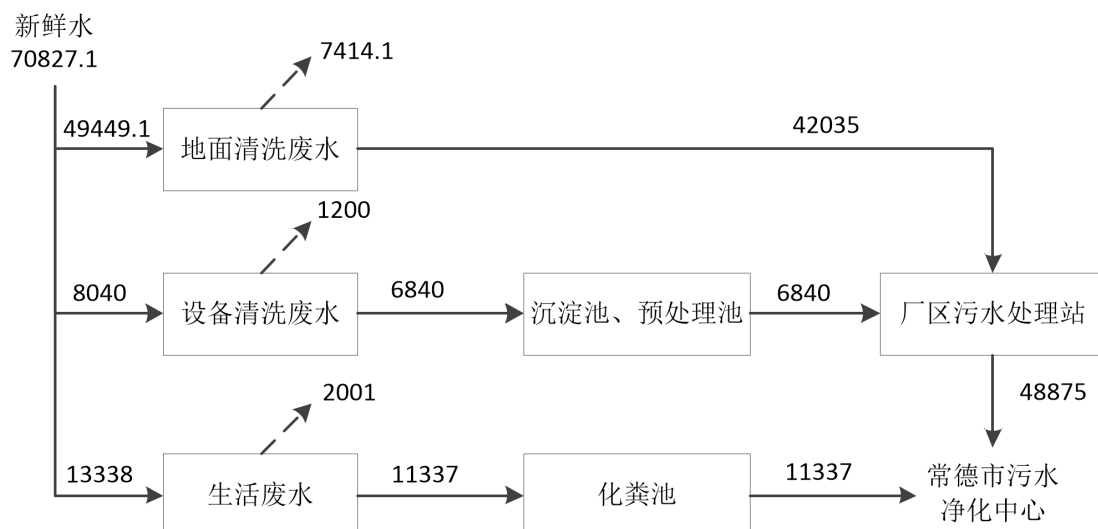 新鲜水
70827.1
7414.1
49449.1
地面清洗废水
42035
1200
8040
设备清洗废水
6840
沉淀池、预处理池
6840
厂区污水处理站
2001
48875
13338
生活废水
11337
化粪池
11337
常德市污水
净化中心